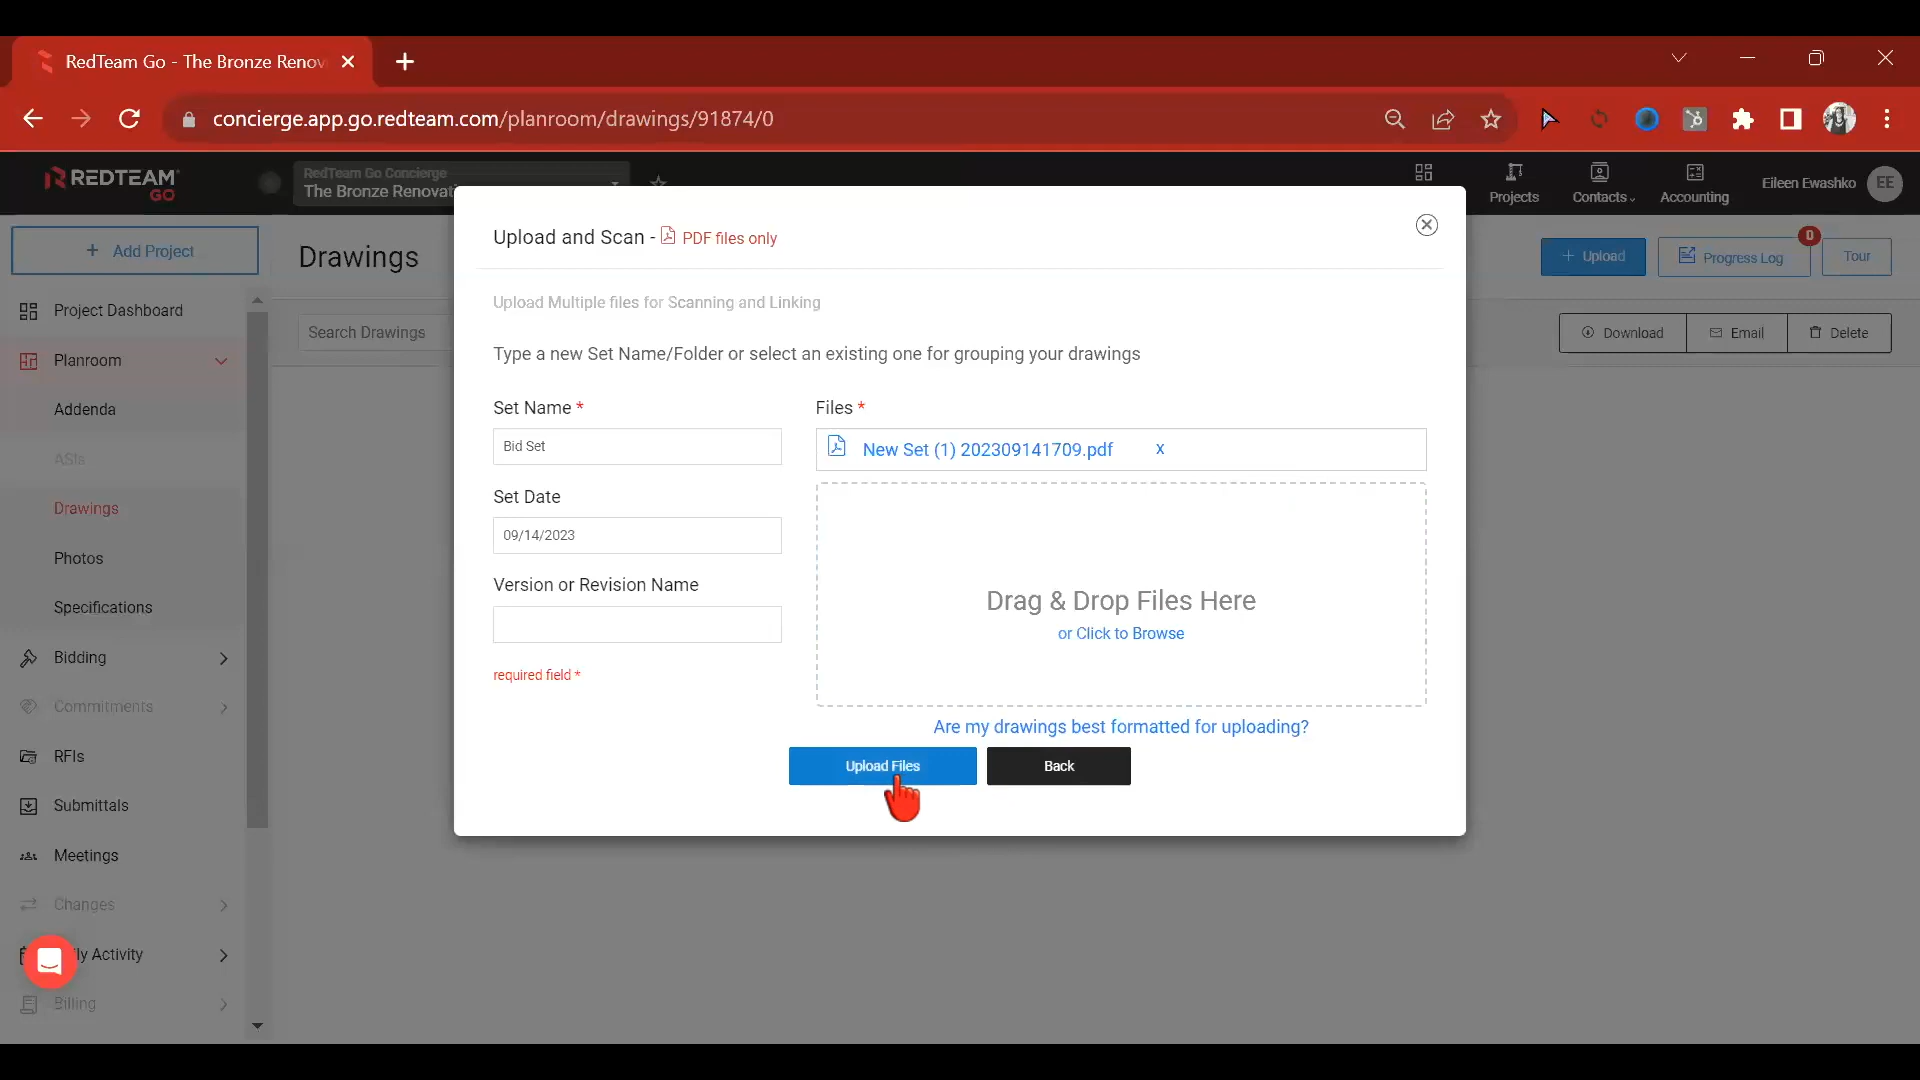 RedTeam Go - The Bronze Renov
concierge.app.go.redteam.com/planroom/drawings/91874/0
REDTEAM
GO
RedTeam Go Concierge
The Bronze Renovati
Projects
Contacts
Accounting
Eileen Ewashko
EE
+ Add Project
Project Dashboard
Planroom
Addenda
ASIs
Drawings
Photos
Specifications
Bidding
Commitments
RFIs
Submittals
Meetings
Changes
ly Activity
Billing
Drawings
+ Upload
Progress Log
0
Tour
Search Drawings
Download
Email
Delete
Upload and Scan - PDF files only
Upload Multiple files for Scanning and Linking
Type a new Set Name/Folder or select an existing one for grouping your drawings
Set Name *
Bid Set
Set Date
09/14/2023
Version or Revision Name
required field *
Files *
New Set (1) 202309141709.pdf x
Drag & Drop Files Here
or Click to Browse
Are my drawings best formatted for uploading?
Upload Files
Back